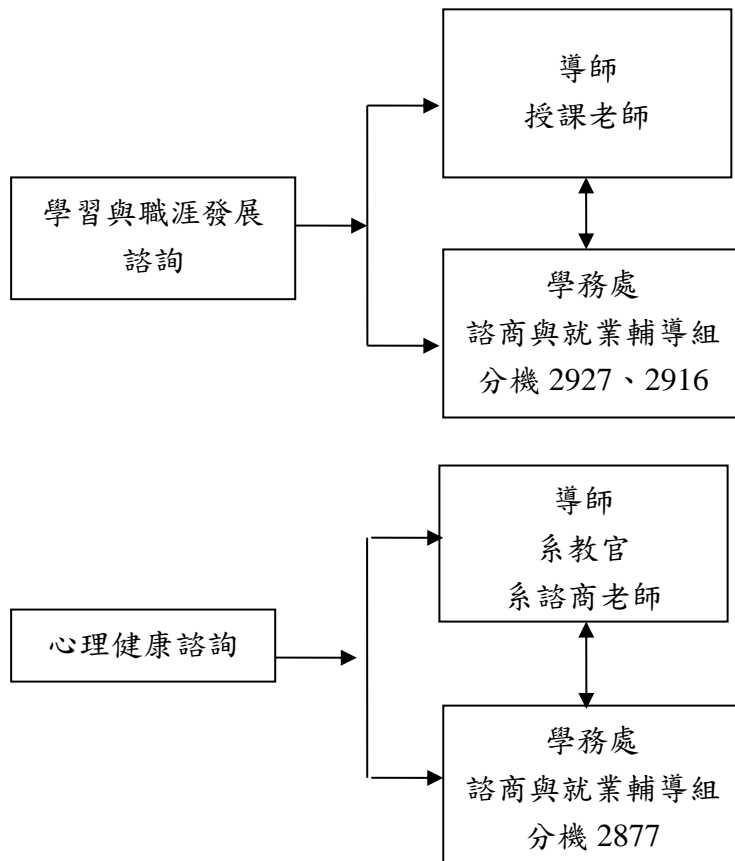 導師
授課老師
學習與職涯發展
諮詢
學務處
諮商與就業輔導組
分機 2927、2916
導師
系教官
系諮商老師
心理健康諮詢
學務處
諮商與就業輔導組
分機 2877